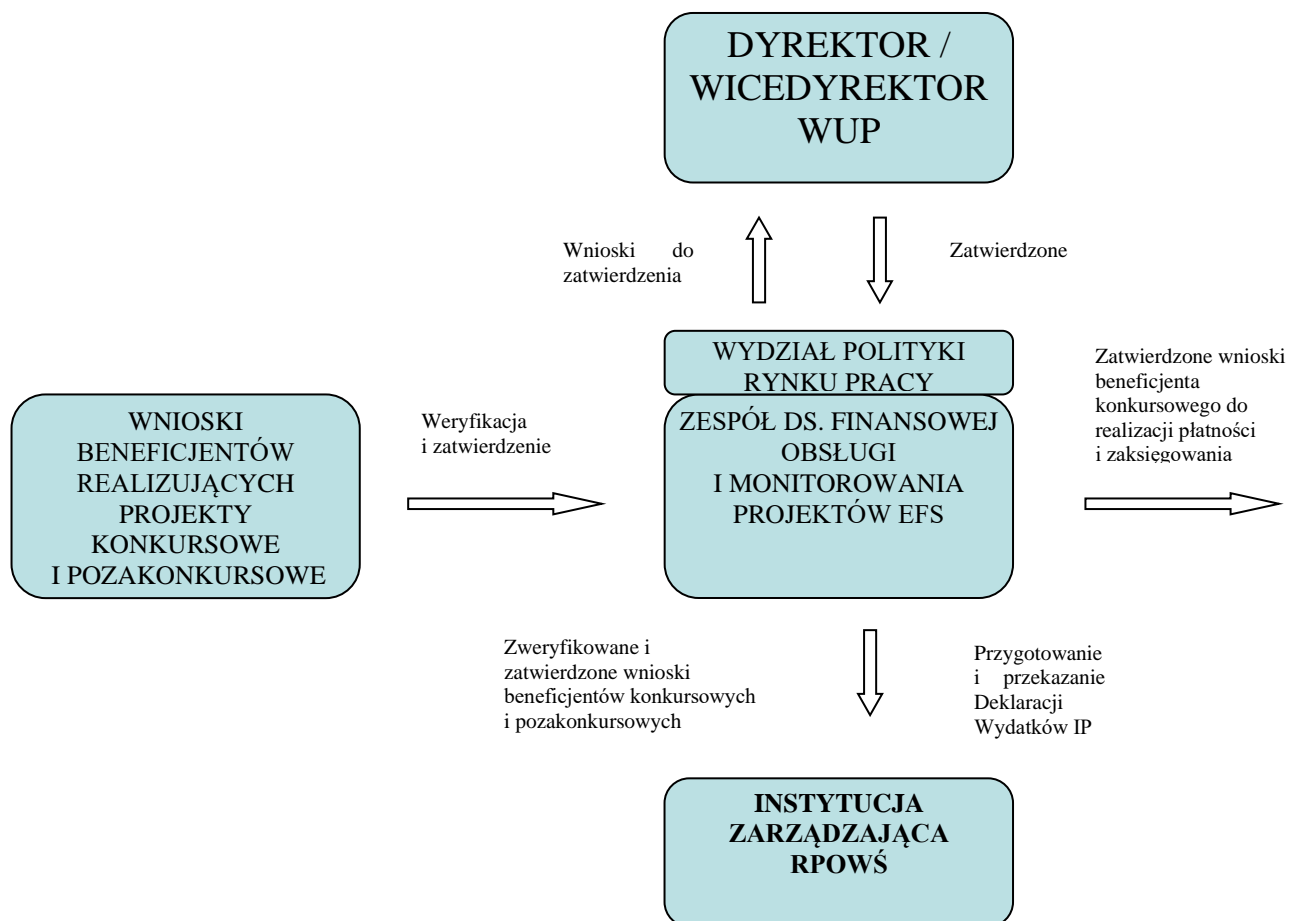 DYREKTOR /
WICEDYREKTOR
WUP
Wnioski do
zatwierdzenia
Zatwierdzone
WYDZIAŁ POLITYKI
RYNKU PRACY
Zatwierdzone wnioski
beneficjenta
konkursowego do
realizacji płatności
i zaksięgowania
WNIOSKI
BENEFICJENTÓW
REALIZUJĄCYCH
PROJEKTY
KONKURSOWE
I POZAKONKURSOWE
Weryfikacja
i zatwierdzenie
ZESPÓŁ DS. FINANSOWEJ
OBSŁUGI
I MONITOROWANIA
PROJEKTÓW EFS
Zweryfikowane i
zatwierdzone wnioski
beneficjentów konkursowych
i pozakonkursowych
Przygotowanie
i przekazanie
Deklaracji
Wydatków IP
INSTYTUCJA
ZARZĄDZAJĄCA
RPOWŚ